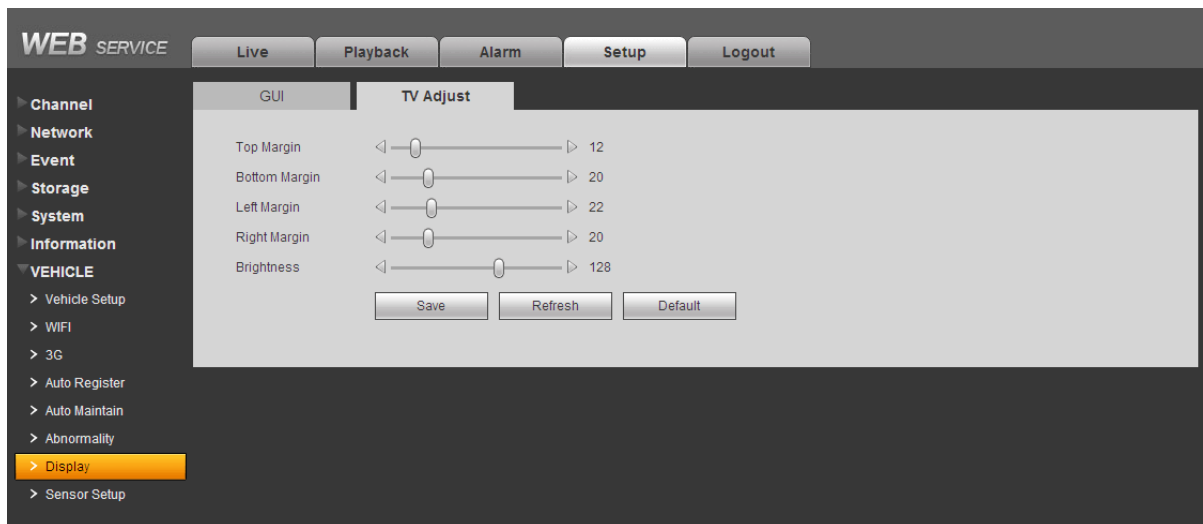 WEB SERVICE
Live Playback Alarm Setup Logout
Channel
Network
Event
Storage
System
Information
VEHICLE
> Vehicle Setup
> WIFI
> 3G
> Auto Register
> Auto Maintain
> Abnormality
> Display
> Sensor Setup
GUI TV Adjust
Top Margin 12
Bottom Margin 20
Left Margin 22
Right Margin 20
Brightness 128
Save Refresh Default